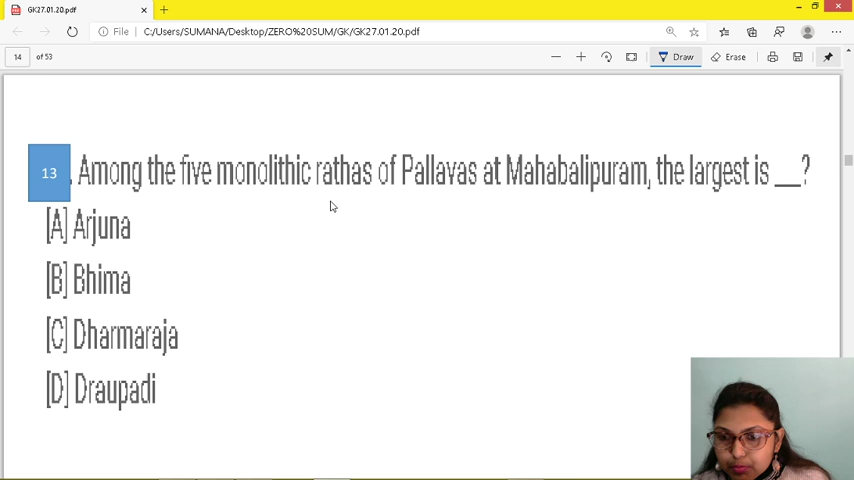 GK27.01.20.pdf
File C:/Users/SUMANA/Desktop/ZERO%20SUM/GK/GK27.01.20.pdf
14 of 53 Draw Erase
13 . Among the five monolithic rathas of Pallavas at Mahabalipuram, the largest is __?
[A] Arjuna
[B] Bhima
[C] Dharmaraja
[D] Draupadi